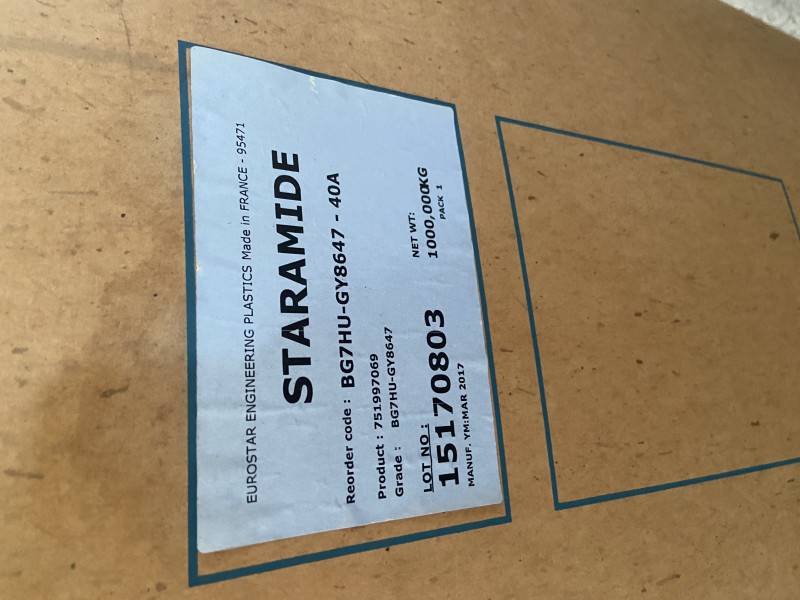 EUROSTAR ENGINEERING PLASTICS Made in FRANCE - 95471
STARAMIDE
Reorder code : BG7HU-GY8647 - 40A
Product : 751997069
Grade : BG7HU-GY8647
LOT NO :
15170803
MANUF. YM:MAR 2017
NET WT:
1000,000KG
PACK 1